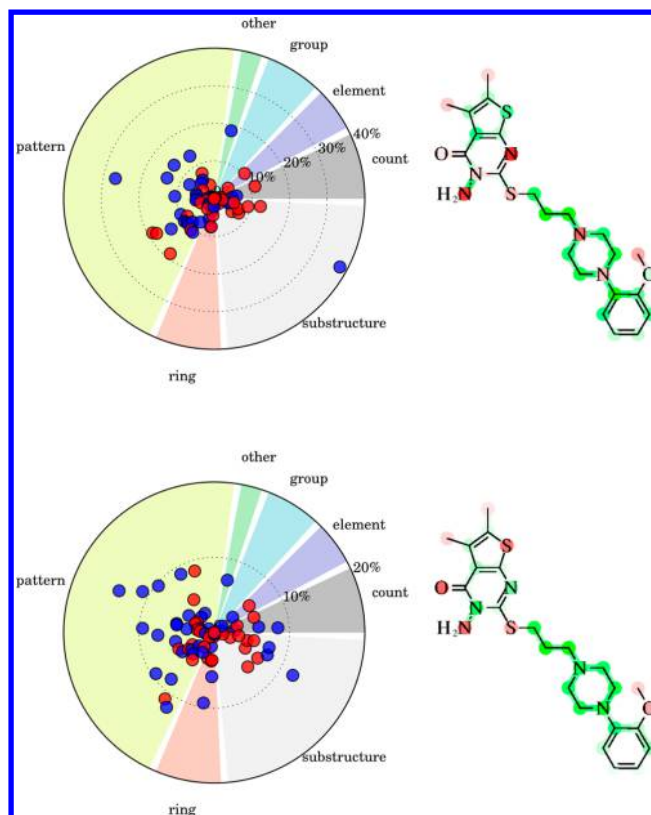 other
group
element
40%
pattern
30%
count
20%
10%
substructure
ring
S
N
O
N
H₂N
S
N
N
O
other
group
element
20%
pattern
10%
count
substructure
ring
S
O
N
N
H₂N
S
N
N
O